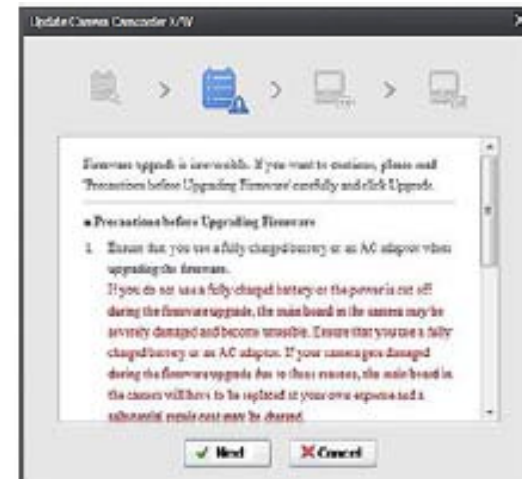 Update Camera Camcorder F/W
Firmware upgrade is irreversible. If you want to continue, please read
'Precautions before Upgrading Firmware' carefully and click Upgrade.
■ Precautions before Upgrading Firmware
1. Ensure that you use a fully charged battery or an AC adaptor when
upgrading the firmware.
If you do not use a fully charged battery or the power is cut off
during the firmware upgrade, the main board in the camera may be
severely damaged and become unusable. Ensure that you use a fully
charged battery or an AC adaptor. If your camera gets damaged
during the firmware upgrade due to these reasons, the main board in
the camera will have to be replaced at your own expense and a
substantial repair cost may be charged.
Next
Cancel